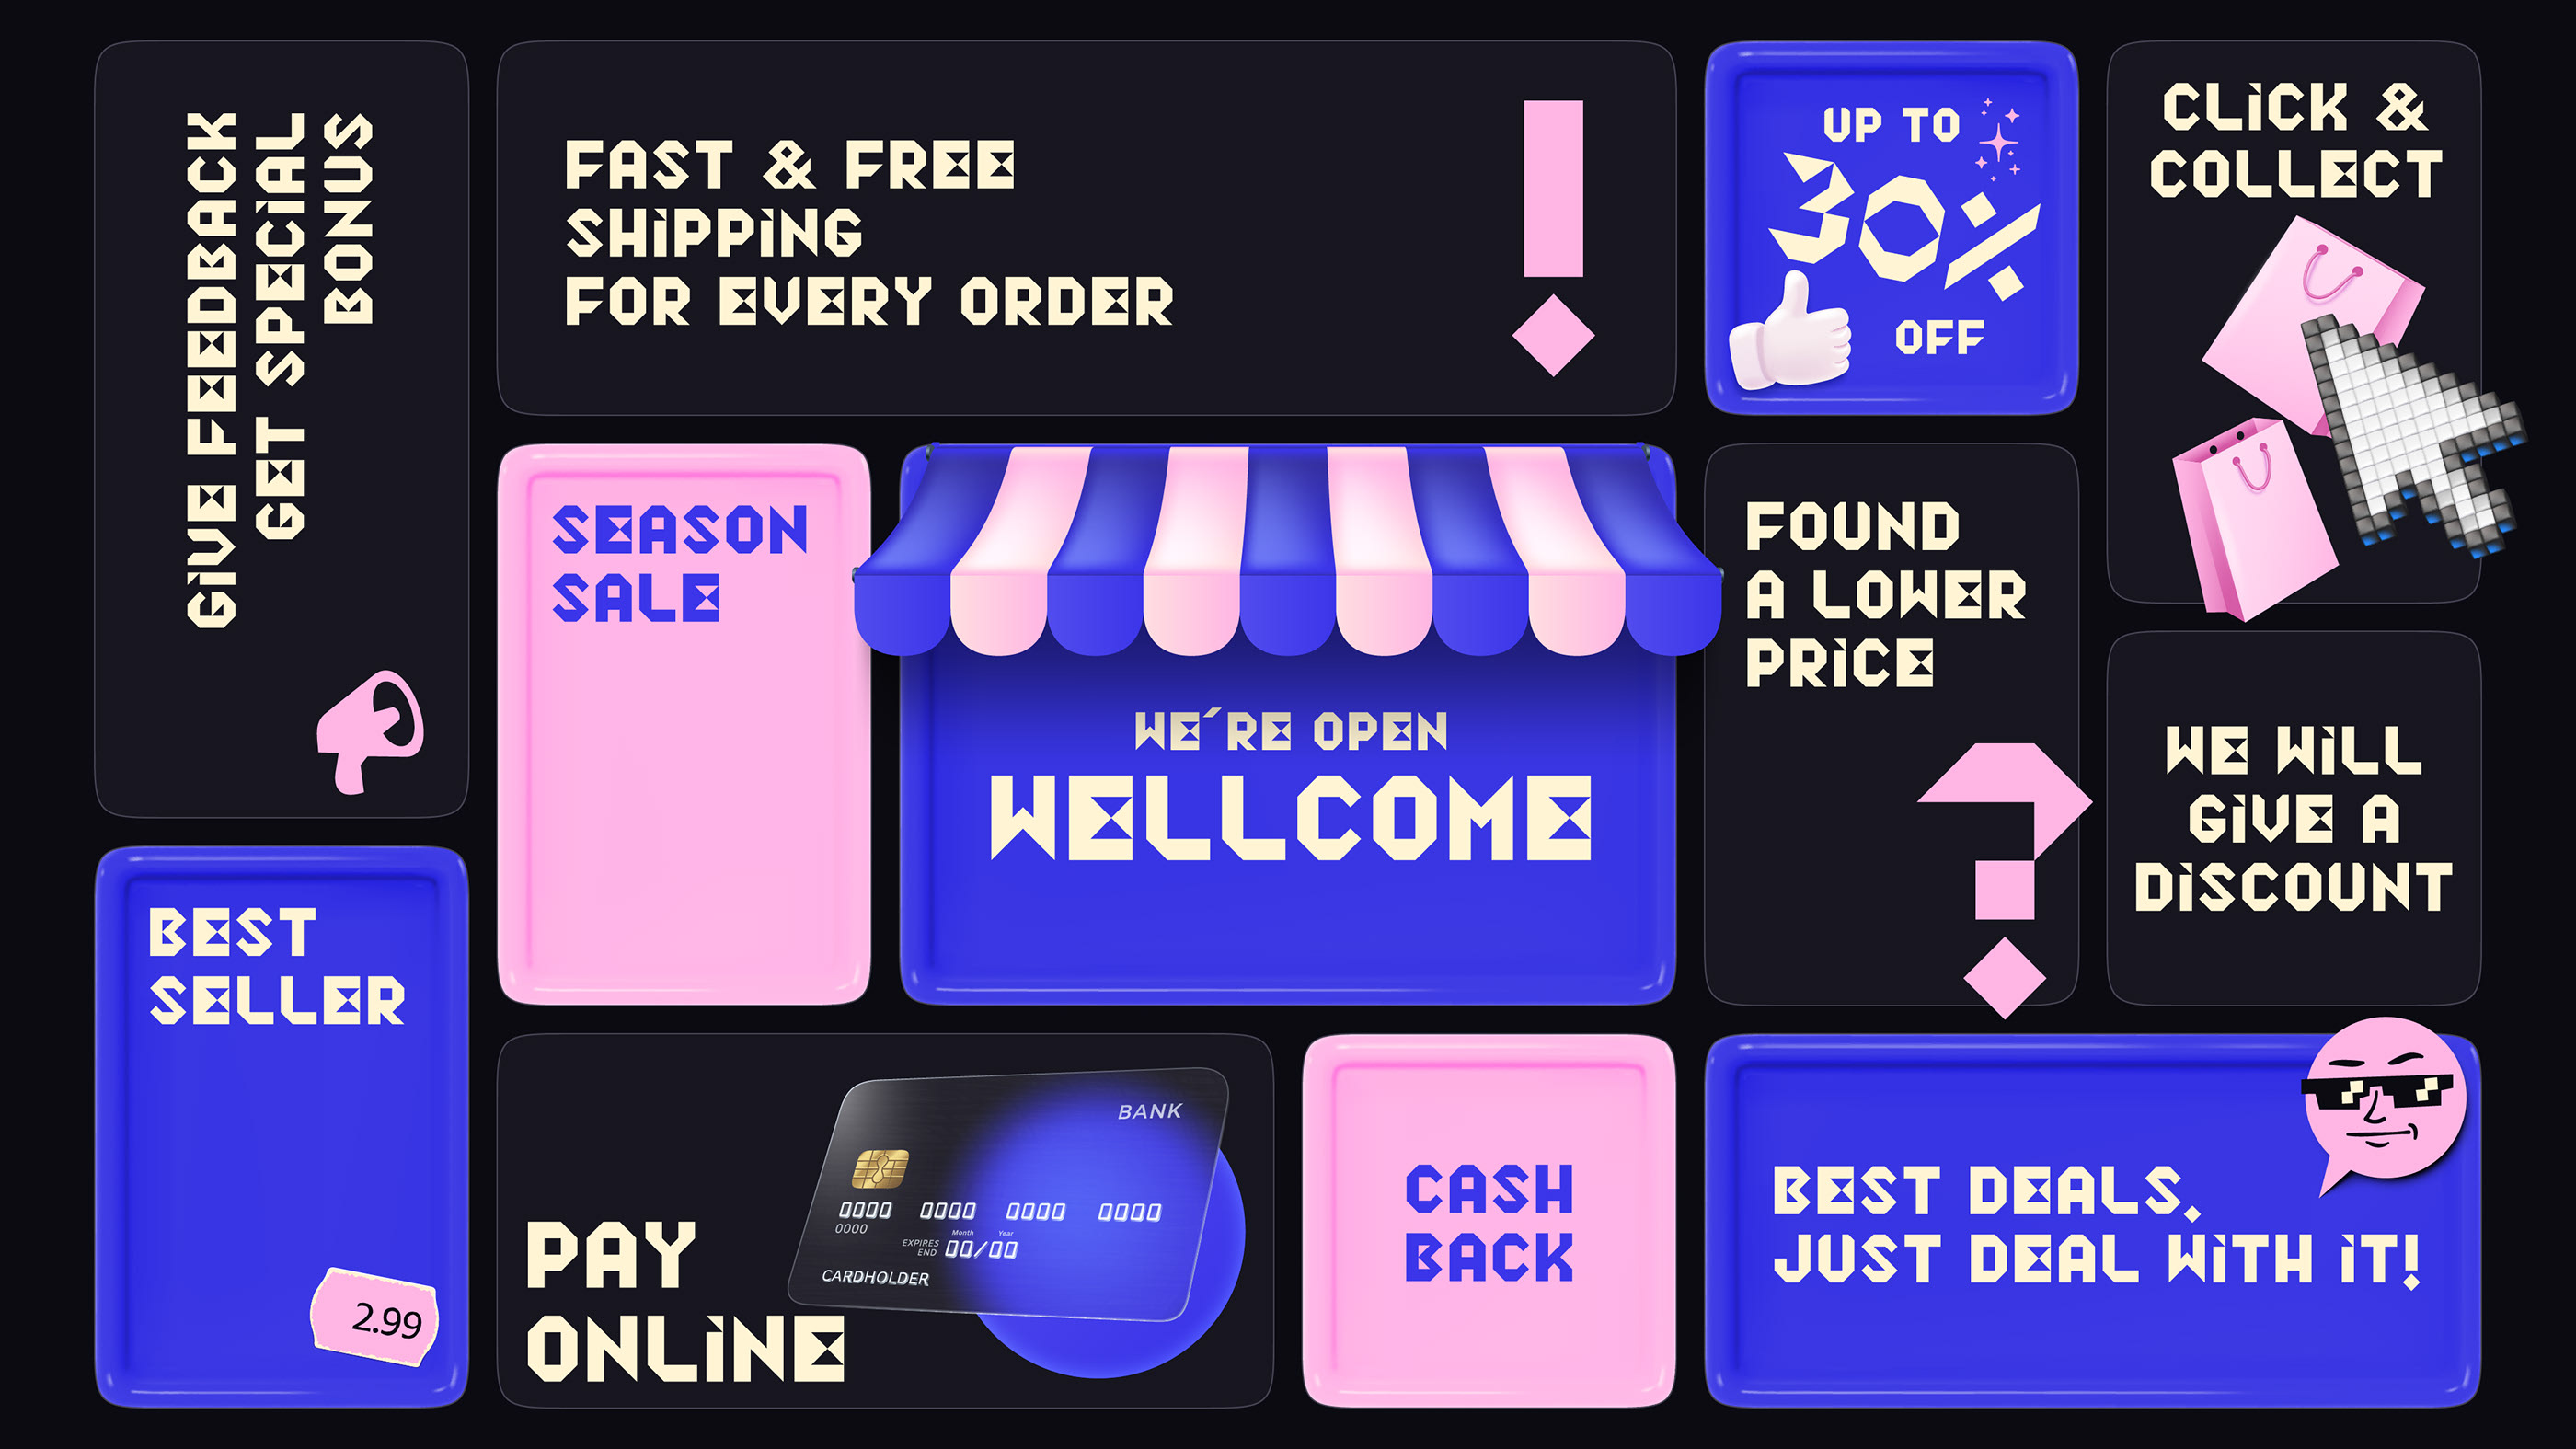 GiVE FEEDBACK
GET SPECiAL
BONUS
FAST & FREE
SHiPPiNG
FOR EVERY ORDER
UP TO
30%
OFF
CLiCK &
COLLECT
SEASON
SALE
WE´RE OPEN
WELLCOME
FOUND
A LOWER
PRiCE
?
WE WiLL
GiVE A
DiSCOUNT
BEST
SELLER
2.99
PAY
ONLiNE
BANK
0000 0000 0000 0000
0000
Month Year
EXPIRES END 00/00
CARDHOLDER
CASH
BACK
BEST DEALS,
JUST DEAL WiTH iT!